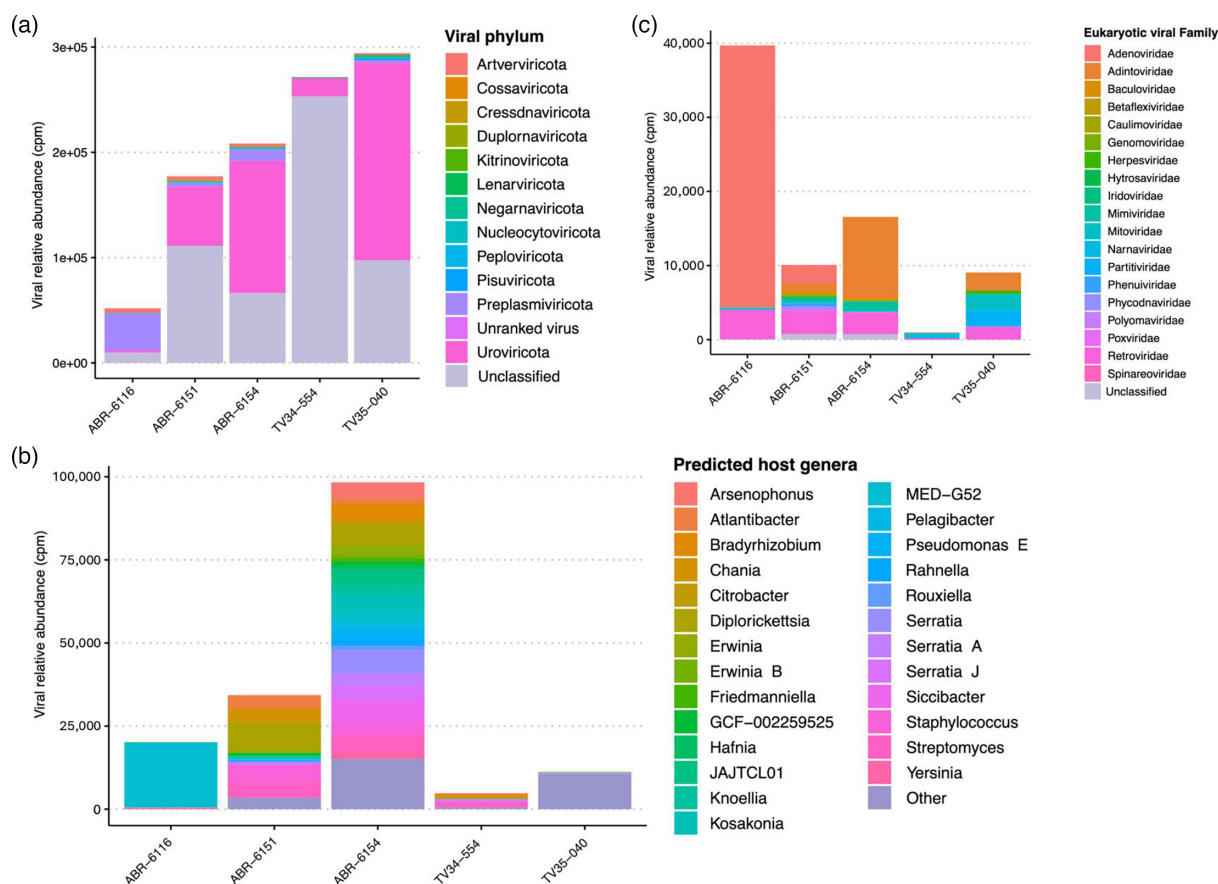 (a)
Viral relative abundance (cpm)
3e+05
2e+05
1e+05
0e+00
ABR−6116
ABR−6151
ABR−6154
TV34−554
TV35−040
Viral phylum
Artverviricota
Cossaviricota
Cressdnaviricota
Duplornaviricota
Kitrinoviricota
Lenarviricota
Negarnaviricota
Nucleocytoviricota
Peploviricota
Pisuviricota
Preplasmiviricota
Unranked virus
Uroviricota
Unclassified
(c)
Viral relative abundance (cpm)
40,000
30,000
20,000
10,000
0
ABR−6116
ABR−6151
ABR−6154
TV34−554
TV35−040
Eukaryotic viral Family
Adenoviridae
Adintoviridae
Baculoviridae
Betaflexiviridae
Caulimoviridae
Genomoviridae
Herpesviridae
Hytrosaviridae
Iridoviridae
Mimiviridae
Mitoviridae
Narnaviridae
Partitiviridae
Phenuiviridae
Phycodnaviridae
Polyomaviridae
Poxviridae
Retroviridae
Spinareoviridae
Unclassified
(b)
Viral relative abundance (cpm)
100,000
75,000
50,000
25,000
0
ABR−6116
ABR−6151
ABR−6154
TV34−554
TV35−040
Predicted host genera
Arsenophonus
Atlantibacter
Bradyrhizobium
Chania
Citrobacter
Diplorickettsia
Erwinia
Erwinia B
Friedmanniella
GCF−002259525
Hafnia
JAJTCL01
Knoellia
Kosakonia
MED−G52
Pelagibacter
Pseudomonas E
Rahnella
Rouxiella
Serratia
Serratia A
Serratia J
Siccibacter
Staphylococcus
Streptomyces
Yersinia
Other